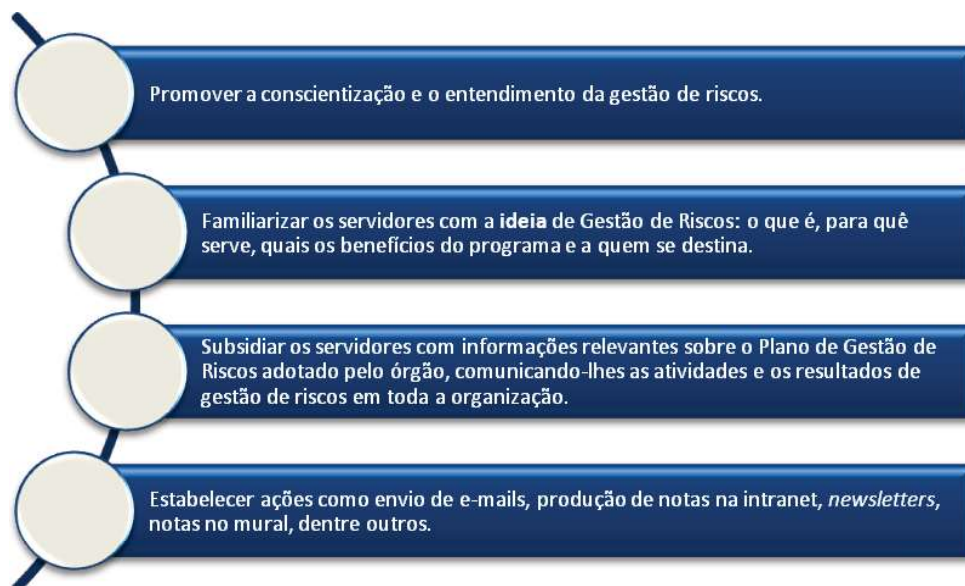 Promover a conscientização e o entendimento da gestão de riscos.
Familiarizar os servidores com a ideia de Gestão de Riscos: o que é, para quê
serve, quais os benefícios do programa e a quem se destina.
Subsidiar os servidores com informações relevantes sobre o Plano de Gestão de
Riscos adotado pelo órgão, comunicando-lhes as atividades e os resultados de
gestão de riscos em toda a organização.
Estabelecer ações como envio de e-mails, produção de notas na intranet, newsletters,
notas no mural, dentre outros.